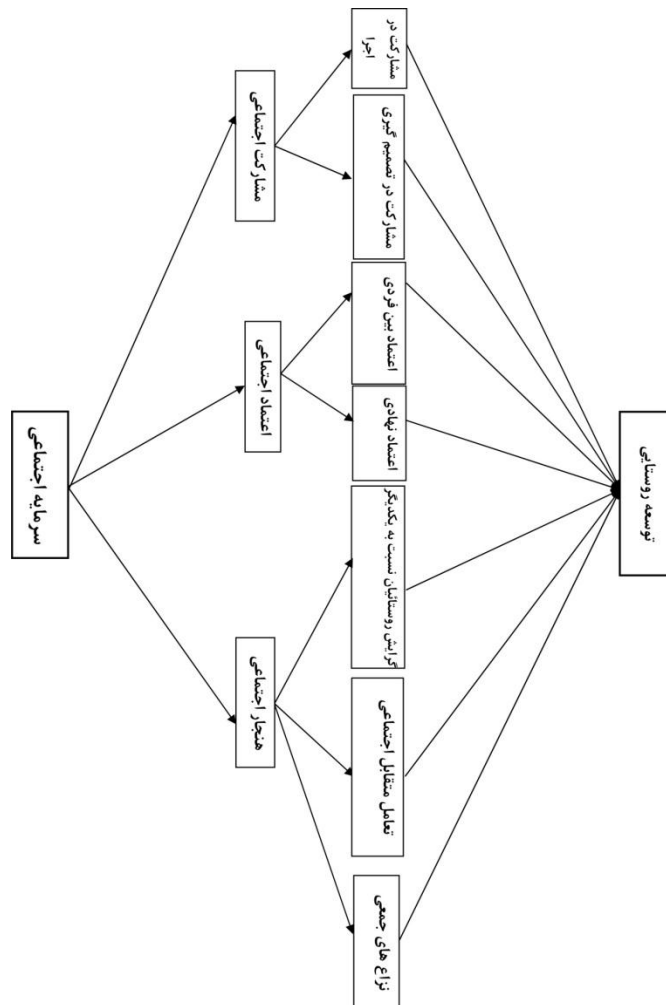 سرمایه اجتماعی
مشارکت اجتماعی
اعتماد اجتماعی
هنجار اجتماعی
مشارکت در
اجرا
مشارکت در تصمیم گیری
اعتماد بین فردی
اعتماد نهادی
گرایش روستائیان نسبت به یکدیگر
تعامل متقابل اجتماعی
نزاع های جمعی
توسعه روستایی